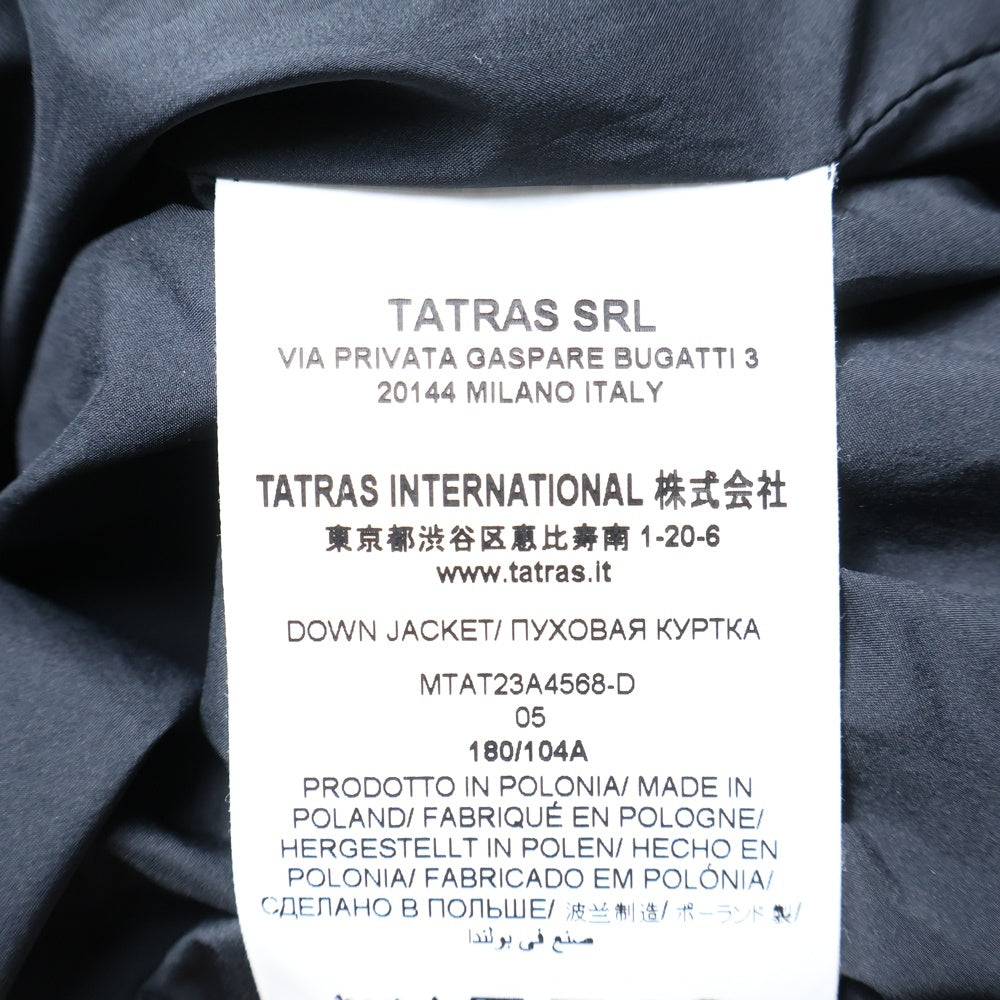 TATRAS SRL
VIA PRIVATA GASPARE BUGATTI 3
20144 MILANO ITALY
TATRAS INTERNATIONAL 株式会社
東京都渋谷区恵比寿南 1-20-6
www.tatras.it
DOWN JACKET/ ПУХОВАЯ КУРТКА
MTAT23A4568-D
05
180/104A
PRODOTTO IN POLONIA/ MADE IN
POLAND/ FABRIQUÉ EN POLOGNE/
HERGESTELLT IN POLEN/ HECHO EN
POLONIA/ FABRICADO EM POLÓNIA/
СДЕЛАНО В ПОЛЬШЕ/ 波兰制造/ ポーランド 製/
صنع في بولندا